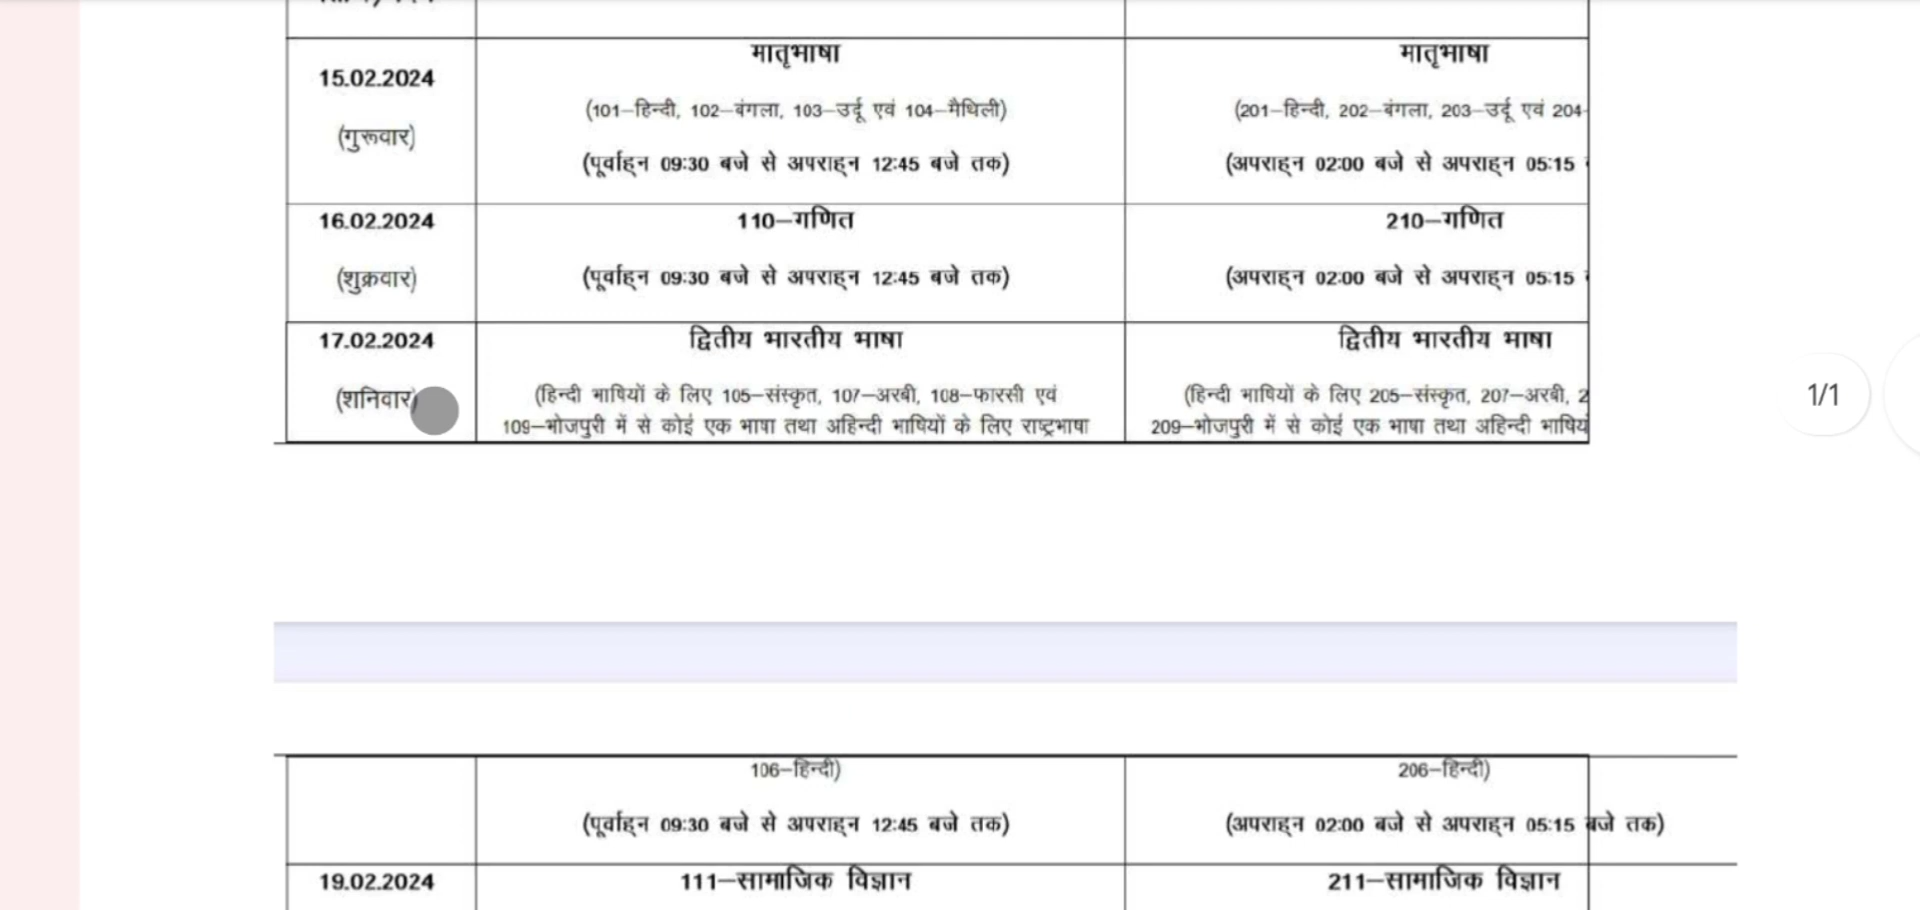 15.02.2024
(गुरूवार)
मातृभाषा
(101–हिन्दी, 102–बंगला, 103–उर्दू एवं 104–मैथिली)
(पूर्वाह्न 09:30 बजे से अपराह्न 12:45 बजे तक)
मातृभाषा
(201–हिन्दी, 202–बंगला, 203–उर्दू एवं 204-
(अपराह्न 02:00 बजे से अपराह्न 05:15
16.02.2024
(शुक्रवार)
110–गणित
(पूर्वाह्न 09:30 बजे से अपराह्न 12:45 बजे तक)
210–गणित
(अपराह्न 02:00 बजे से अपराह्न 05:15
17.02.2024
(शनिवार)
द्वितीय भारतीय भाषा
(हिन्दी भाषियों के लिए 105–संस्कृत, 107–अरबी, 108–फारसी एवं
109–भोजपुरी में से कोई एक भाषा तथा अहिन्दी भाषियों के लिए राष्ट्रभाषा
द्वितीय भारतीय भाषा
(हिन्दी भाषियों के लिए 205–संस्कृत, 207–अरबी, 2
209–भोजपुरी में से कोई एक भाषा तथा अहिन्दी भाषिय
1/1
106–हिन्दी)
(पूर्वाह्न 09:30 बजे से अपराह्न 12:45 बजे तक)
206–हिन्दी)
(अपराह्न 02:00 बजे से अपराह्न 05:15 बजे तक)
19.02.2024
111–सामाजिक विज्ञान
211–सामाजिक विज्ञान